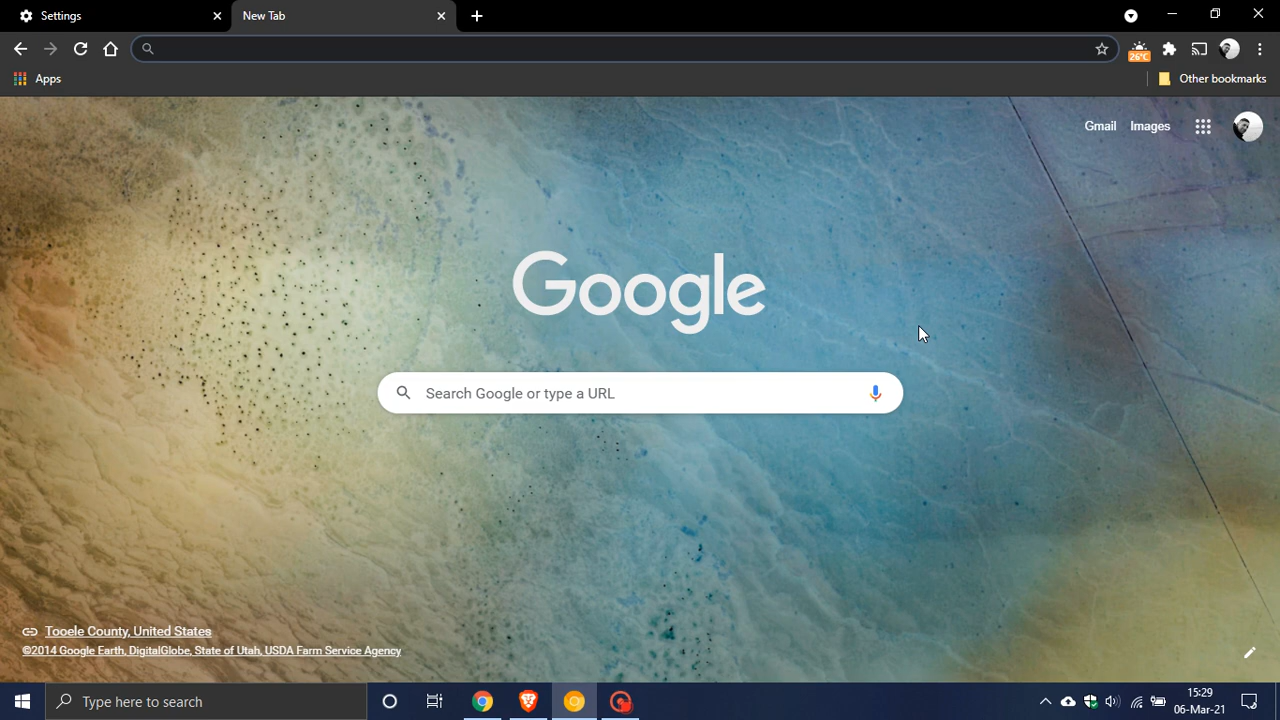 Settings
New Tab
26°C
Apps
Other bookmarks
Gmail
Images
Google
Search Google or type a URL
Tooele County, United States
©2014 Google Earth, DigitalGlobe, State of Utah, USDA Farm Service Agency
Type here to search
15:29
06-Mar-21